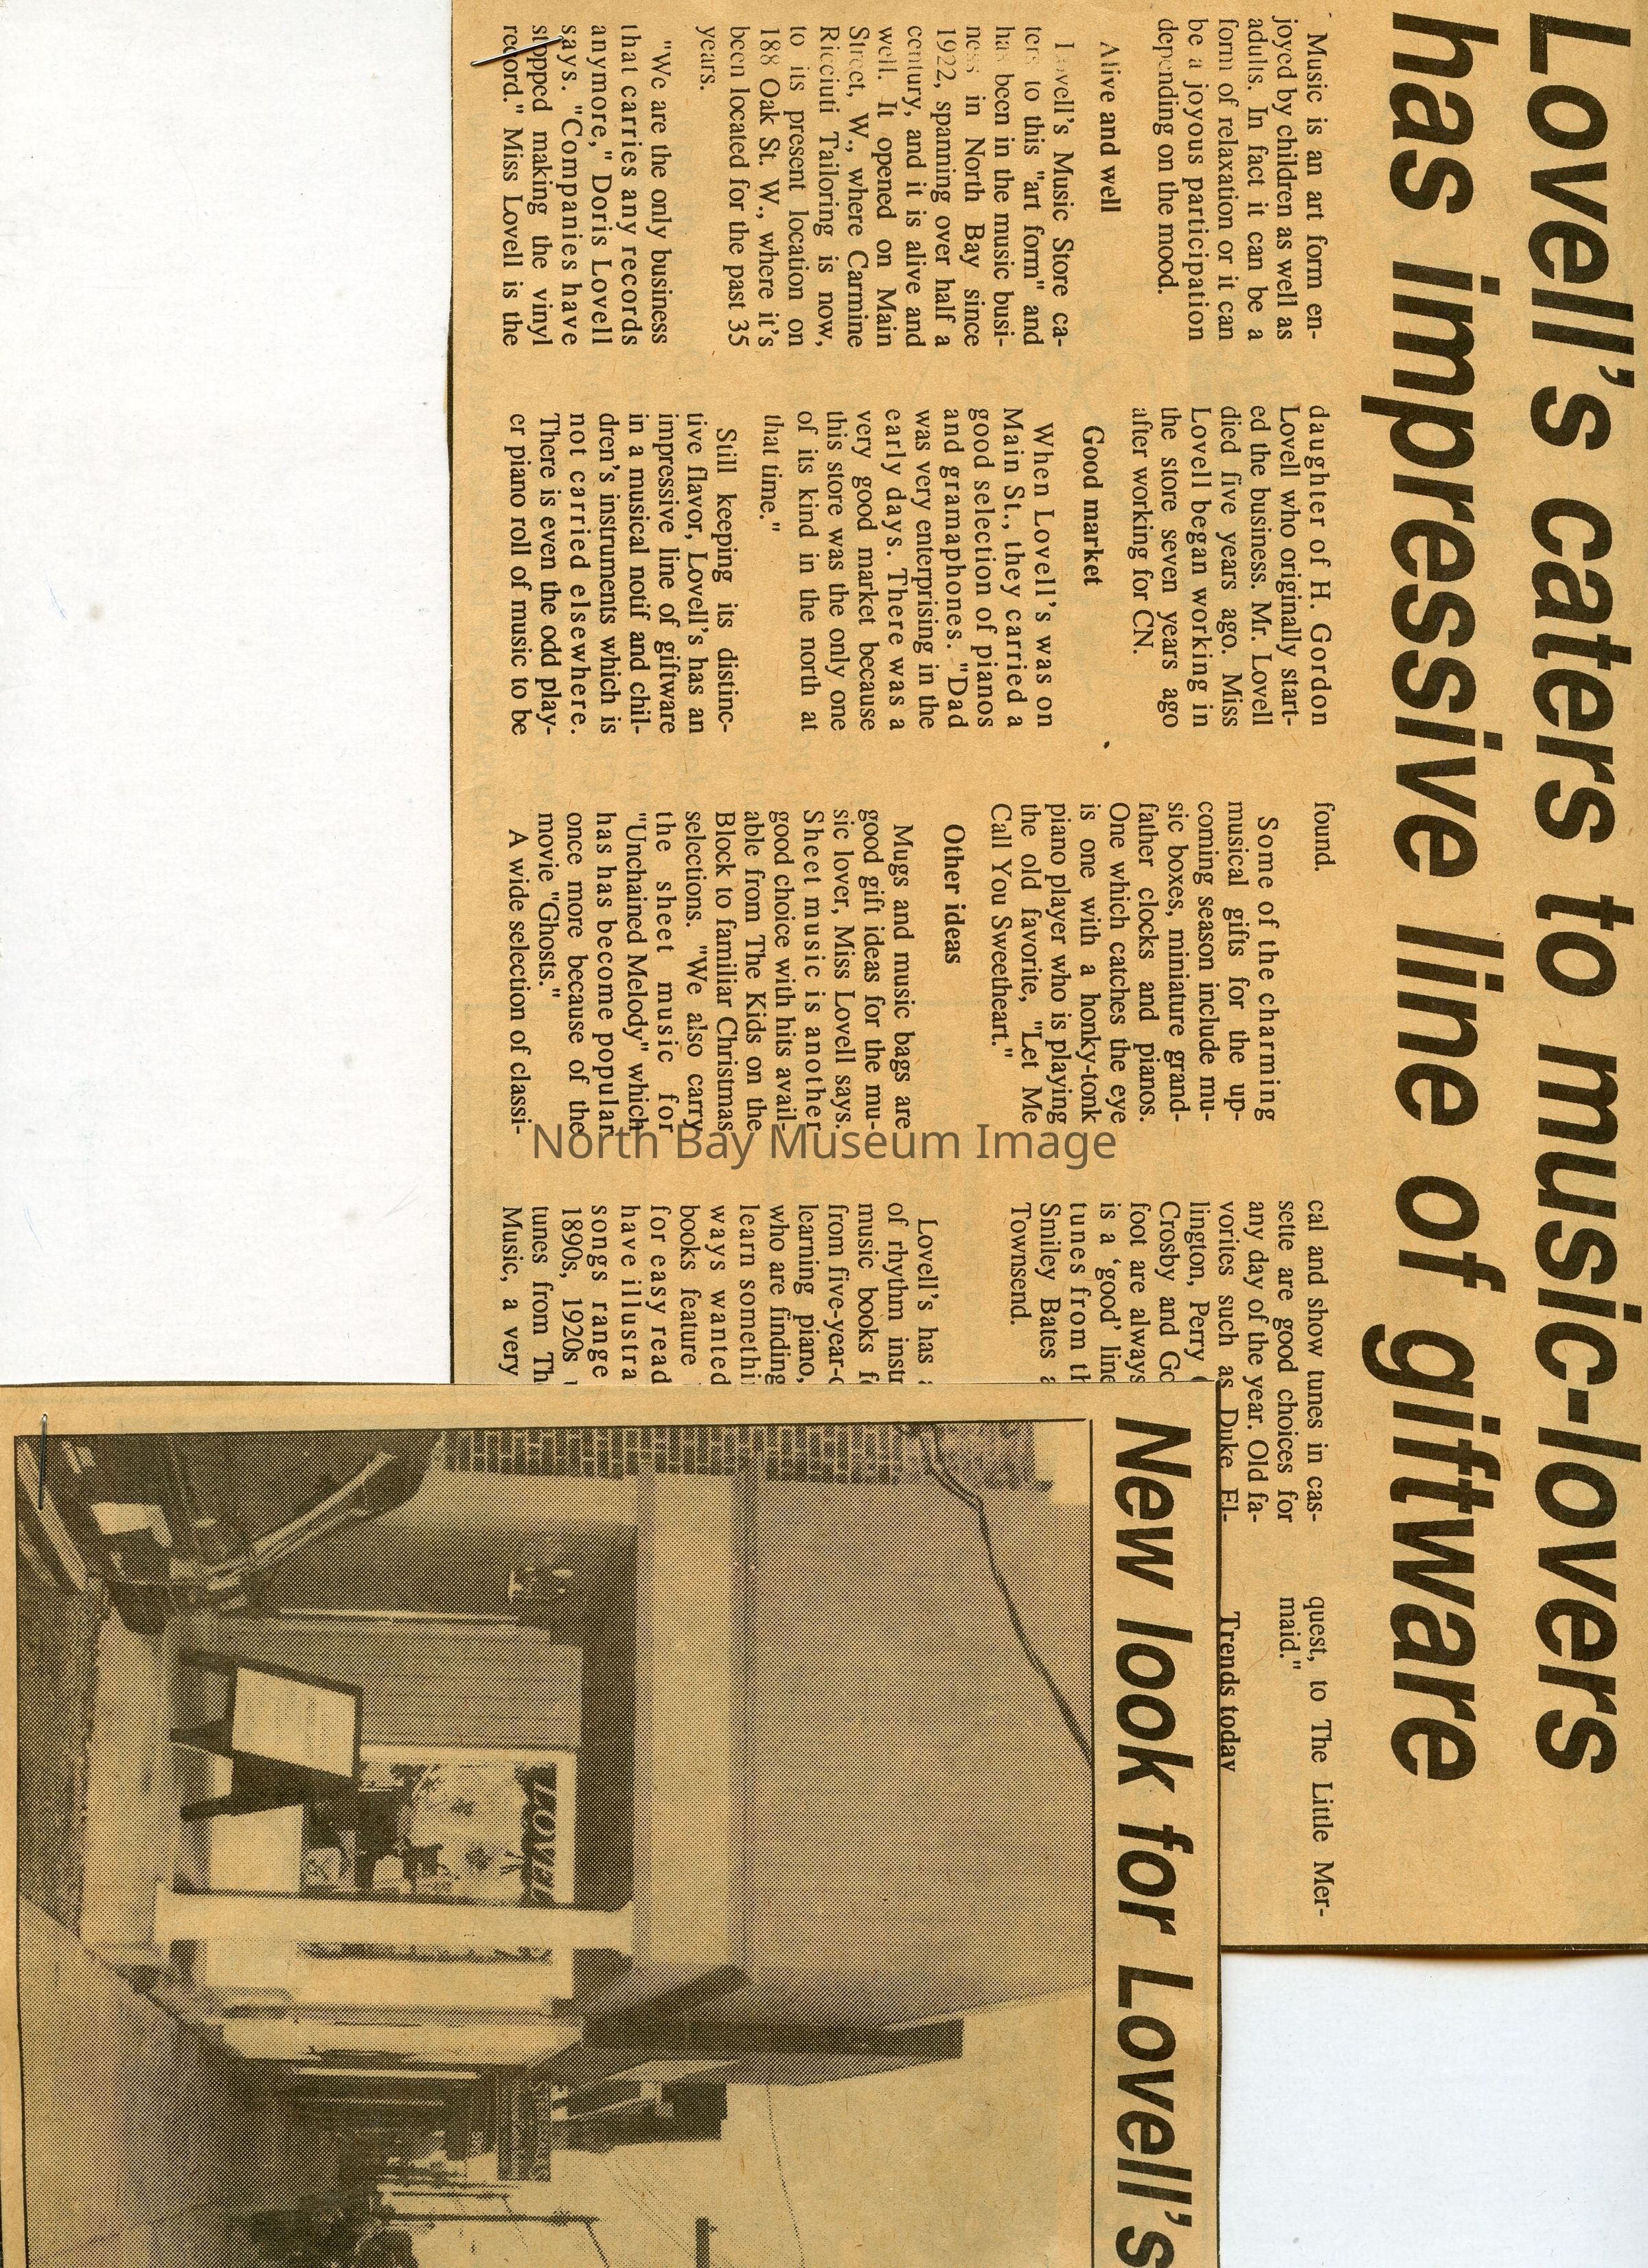 Lovell's caters to music-lovers
has impressive line of giftware
Music is an art form en-
joyed by children as well as
adults. In fact it can be a
form of relaxation or it can
be a joyous participation
depending on the mood.
Alive and well
Lovell's Music Store ca-
ters to this "art form" and
has been in the music busi-
ness in North Bay since
1922, spanning over half a
century, and it is alive and
well. It opened on Main
Street, W., where Carmine
Ricciuti Tailoring is now,
to its present location on
188 Oak St. W., where it's
been located for the past 35
years.
"We are the only business
that carries any records
anymore," Doris Lovell
says. "Companies have
stopped making the vinyl
record." Miss Lovell is the
daughter of H. Gordon
Lovell who originally start-
ed the business. Mr. Lovell
died five years ago. Miss
Lovell began working in
the store seven years ago
after working for CN.
Good market
When Lovell's was on
Main St., they carried a
good selection of pianos
and gramaphones. "Dad
was very enterprising in the
early days. There was a
very good market because
this store was the only one
of its kind in the north at
that time."
Still keeping its distinc-
tive flavor, Lovell's has an
impressive line of giftware
in a musical notif and chil-
dren's instruments which is
not carried elsewhere.
There is even the odd play-
er piano roll of music to be
found.
Some of the charming
musical gifts for the up-
coming season include mu-
sic boxes, miniature grand-
father clocks and pianos.
One which catches the eye
is one with a honky-tonk
piano player who is playing
the old favorite, "Let Me
Call You Sweetheart."
Other ideas
Mugs and music bags are
good gift ideas for the mu-
sic lover, Miss Lovell says.
Sheet music is another
good choice with hits avail-
able from The Kids on the
Block to familiar Christmas
selections. "We also carry
the sheet music for
"Unchained Melody" which
has has become popular
once more because of the
movie "Ghosts."
A wide selection of classi-
cal and show tunes in cas-
sette are good choices for
any day of the year. Old fa-
vorites such as Duke El-
lington, Perry
Crosby and
foot are always
is a 'good' line
tunes from
Smiley Bates
Townsend.
Lovell's has
of rhythm
music books
from
learning piano,
who are finding
learn
ways wanted
books feature
for easy read
have
songs range
1890s, 1920s
tunes from
Music, a very
quest, to The Little Mer-
maid."
Trends today
New look for Lovell's
LOVEL
North Bay Museum Image